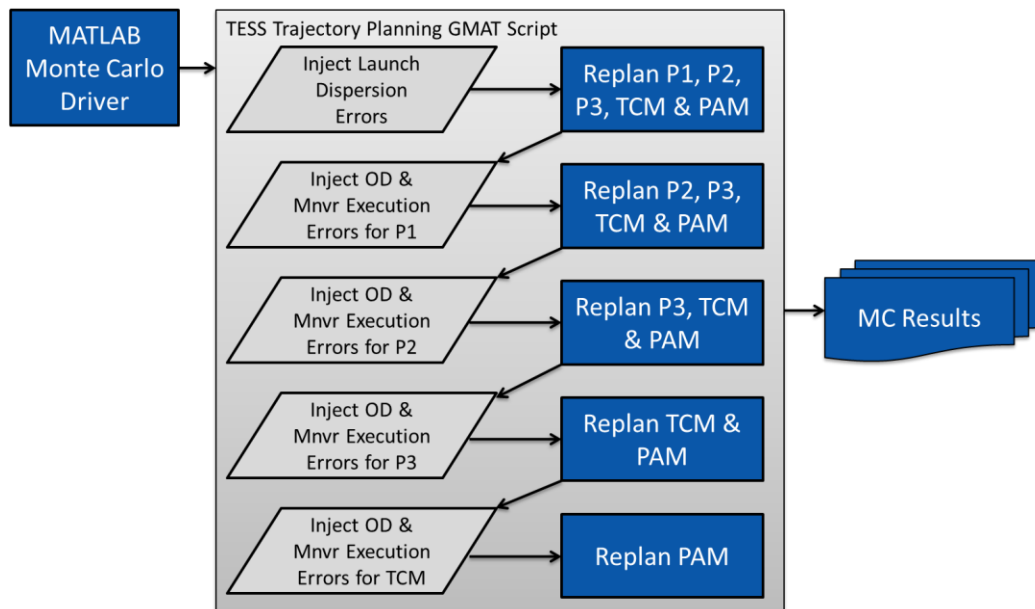 MATLAB
Monte Carlo
Driver
TESS Trajectory Planning GMAT Script
Inject Launch
Dispersion
Errors
Replan P1, P2,
P3, TCM & PAM
Inject OD &
Mnvr Execution
Errors for P1
Replan P2, P3,
TCM & PAM
Inject OD &
Mnvr Execution
Errors for P2
Replan P3, TCM
& PAM
Inject OD &
Mnvr Execution
Errors for P3
Replan TCM &
PAM
Inject OD &
Mnvr Execution
Errors for TCM
Replan PAM
MC Results